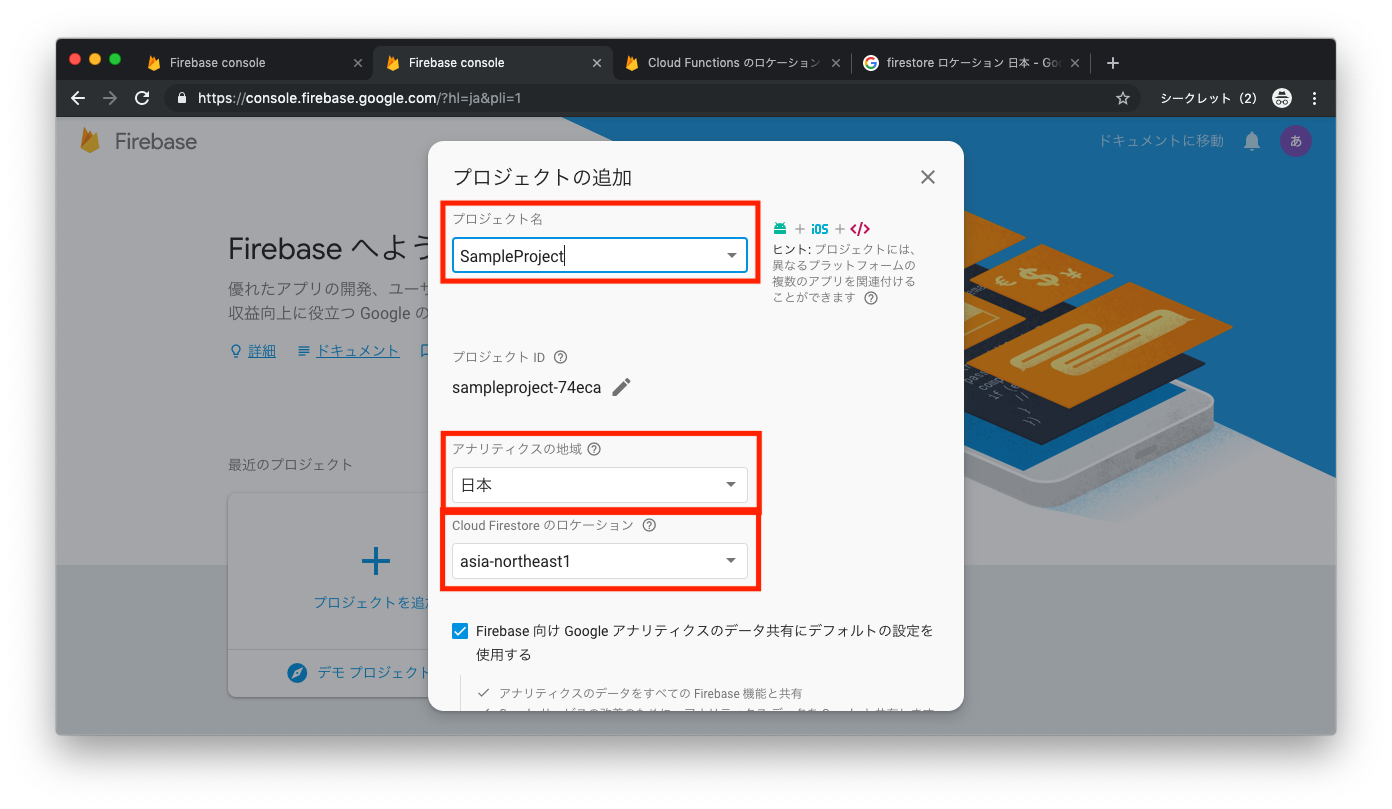 Firebase console
Firebase console
Cloud Functions のロケーション
firestore ロケーション 日本 - Goo
https://console.firebase.google.com/?hl=ja&pli=1
シークレット（2）
Firebase
ドキュメントに移動
あ
プロジェクトの追加
プロジェクト名
SampleProject
+ iOS + </>
ヒント: プロジェクトには、
異なるプラットフォームの
複数のアプリを関連付ける
ことができます
Firebase へよう
優れたアプリの開発、ユーザ
収益向上に役立つ Google の
詳細
ドキュメント
プロジェクト ID
sampleproject-74eca
アナリティクスの地域
日本
最近のプロジェクト
Cloud Firestore のロケーション
asia-northeast1
プロジェクトを追加
Firebase 向け Google アナリティクスのデータ共有にデフォルトの設定を
使用する
デモ プロジェクト
アナリティクスのデータをすべての Firebase 機能と共有